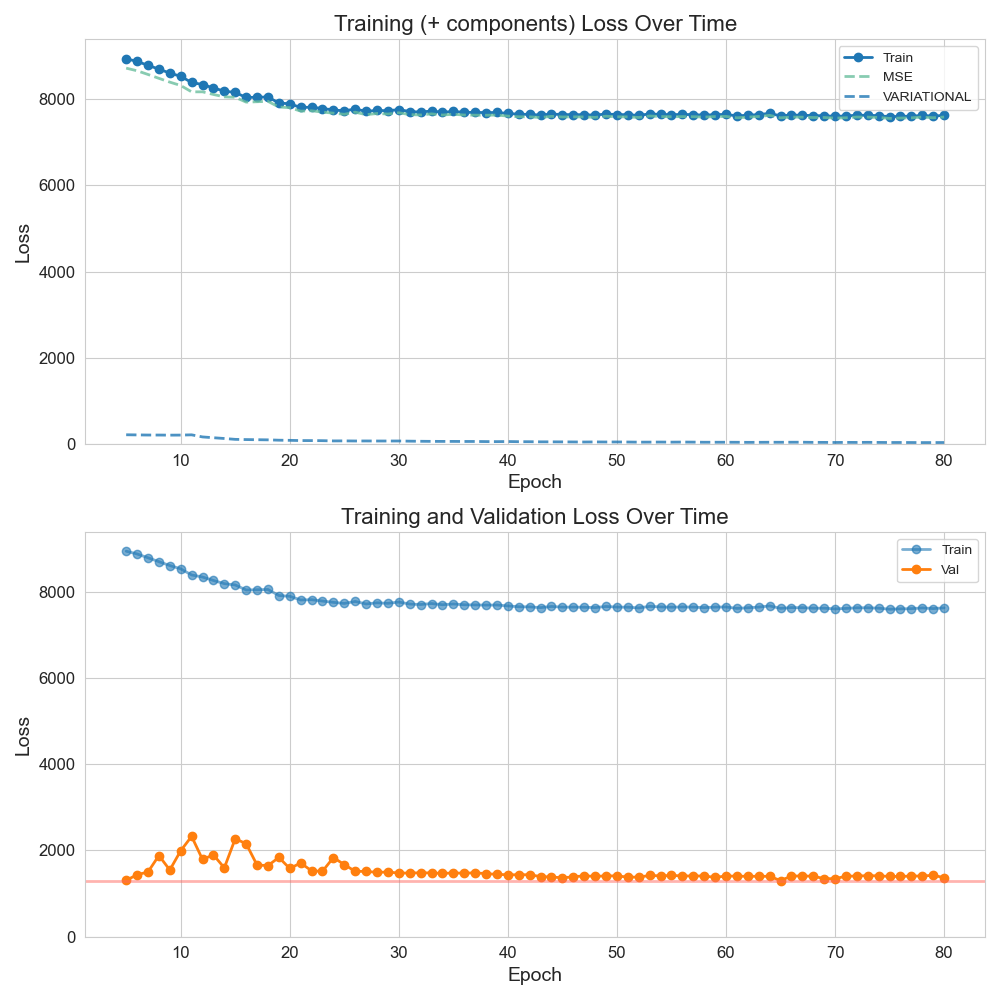 Training (+ components) Loss Over Time
Train
MSE
VARIATIONAL
Loss
8000
6000
4000
2000
0
10 20 30 40 50 60 70 80
Epoch
Training and Validation Loss Over Time
Train
Val
Loss
8000
6000
4000
2000
0
10 20 30 40 50 60 70 80
Epoch